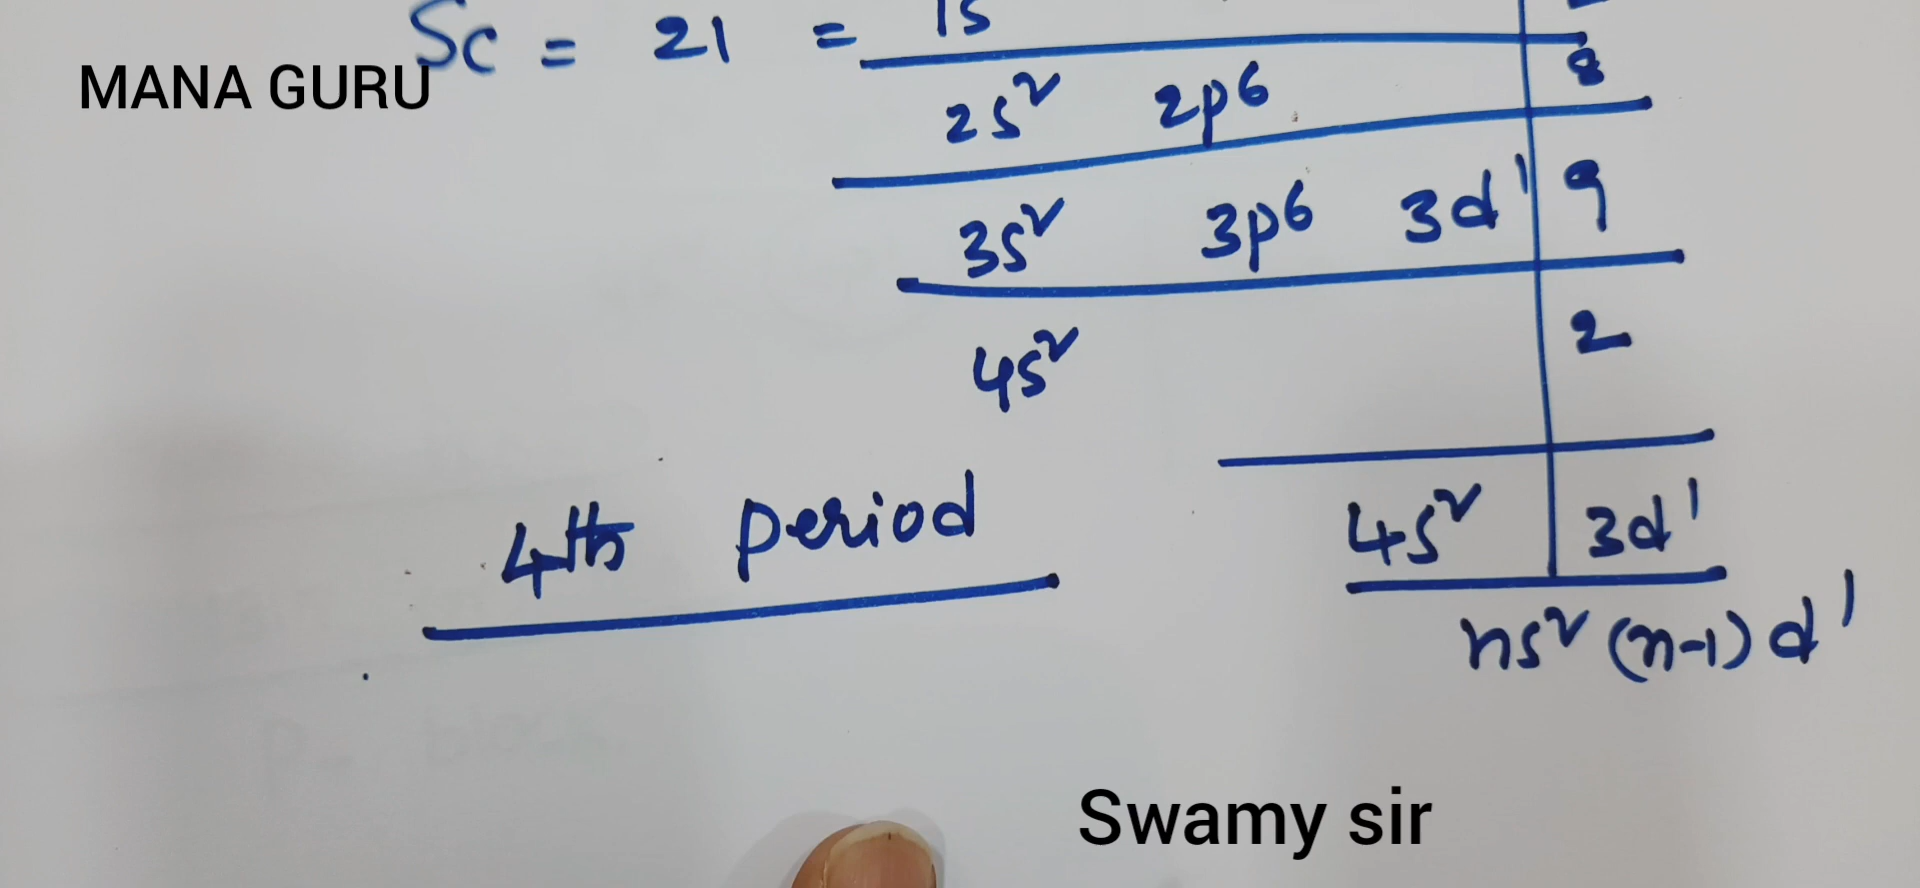 Sc = 21 = 1s
MANA GURU
8
2s² 2p6
3s² 3p6 3d¹ 9
4s² 2
4th period
4s² 3d¹
ns² (n-1) d¹
Swamy sir